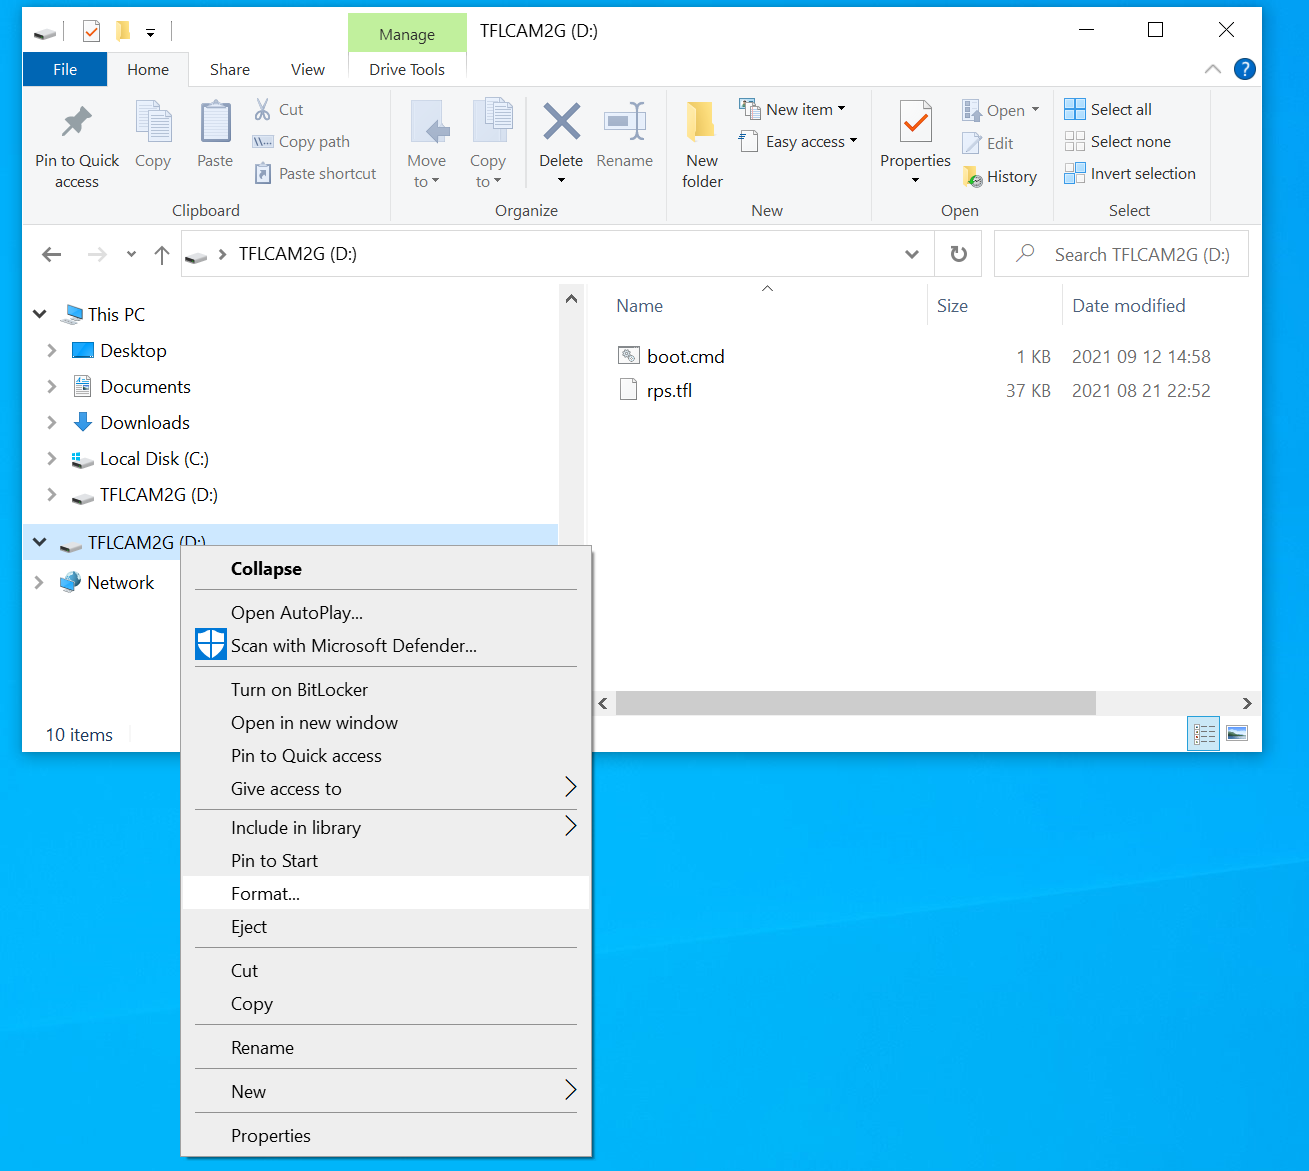 TFLCAM2G (D:)
Manage
File
Home
Share
View
Drive Tools
?
Pin to Quick access
Copy
Paste
Cut
Copy path
Paste shortcut
Clipboard
Move to
Copy to
Delete
Rename
Organize
New folder
New item
Easy access
New
Properties
Open
Edit
History
Open
Select all
Select none
Invert selection
Select
TFLCAM2G (D:)
Search TFLCAM2G (D:)
This PC
Desktop
Documents
Downloads
Local Disk (C:)
TFLCAM2G (D:)
TFLCAM2G (D:)
Network
10 items
Name Size Date modified
boot.cmd 1 KB 2021 09 12 14:58
rps.tfl 37 KB 2021 08 21 22:52
Collapse
Open AutoPlay...
Scan with Microsoft Defender...
Turn on BitLocker
Open in new window
Pin to Quick access
Give access to
Include in library
Pin to Start
Format...
Eject
Cut
Copy
Rename
New
Properties